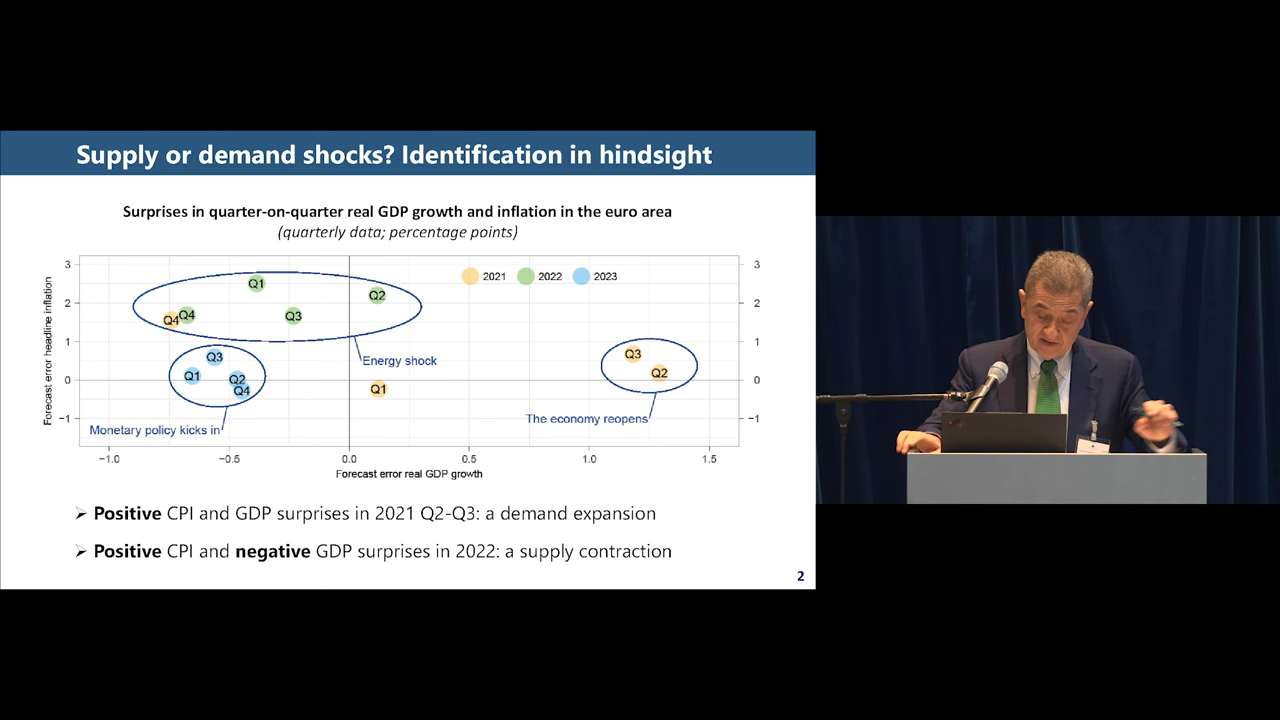 Supply or demand shocks? Identification in hindsight
Surprises in quarter-on-quarter real GDP growth and inflation in the euro area
(quarterly data; percentage points)
Forecast error headline inflation
3
2
1
0
−1
3
2
1
0
−1
2021
2022
2023
Q1
Q2
Q4
Q4
Q3
Energy shock
Q3
Q1
Q2
Q4
Monetary policy kicks in
Q1
Q3
Q2
The economy reopens
−1.0
−0.5
0.0
0.5
1.0
1.5
Forecast error real GDP growth
➢ Positive CPI and GDP surprises in 2021 Q2-Q3: a demand expansion
➢ Positive CPI and negative GDP surprises in 2022: a supply contraction
2